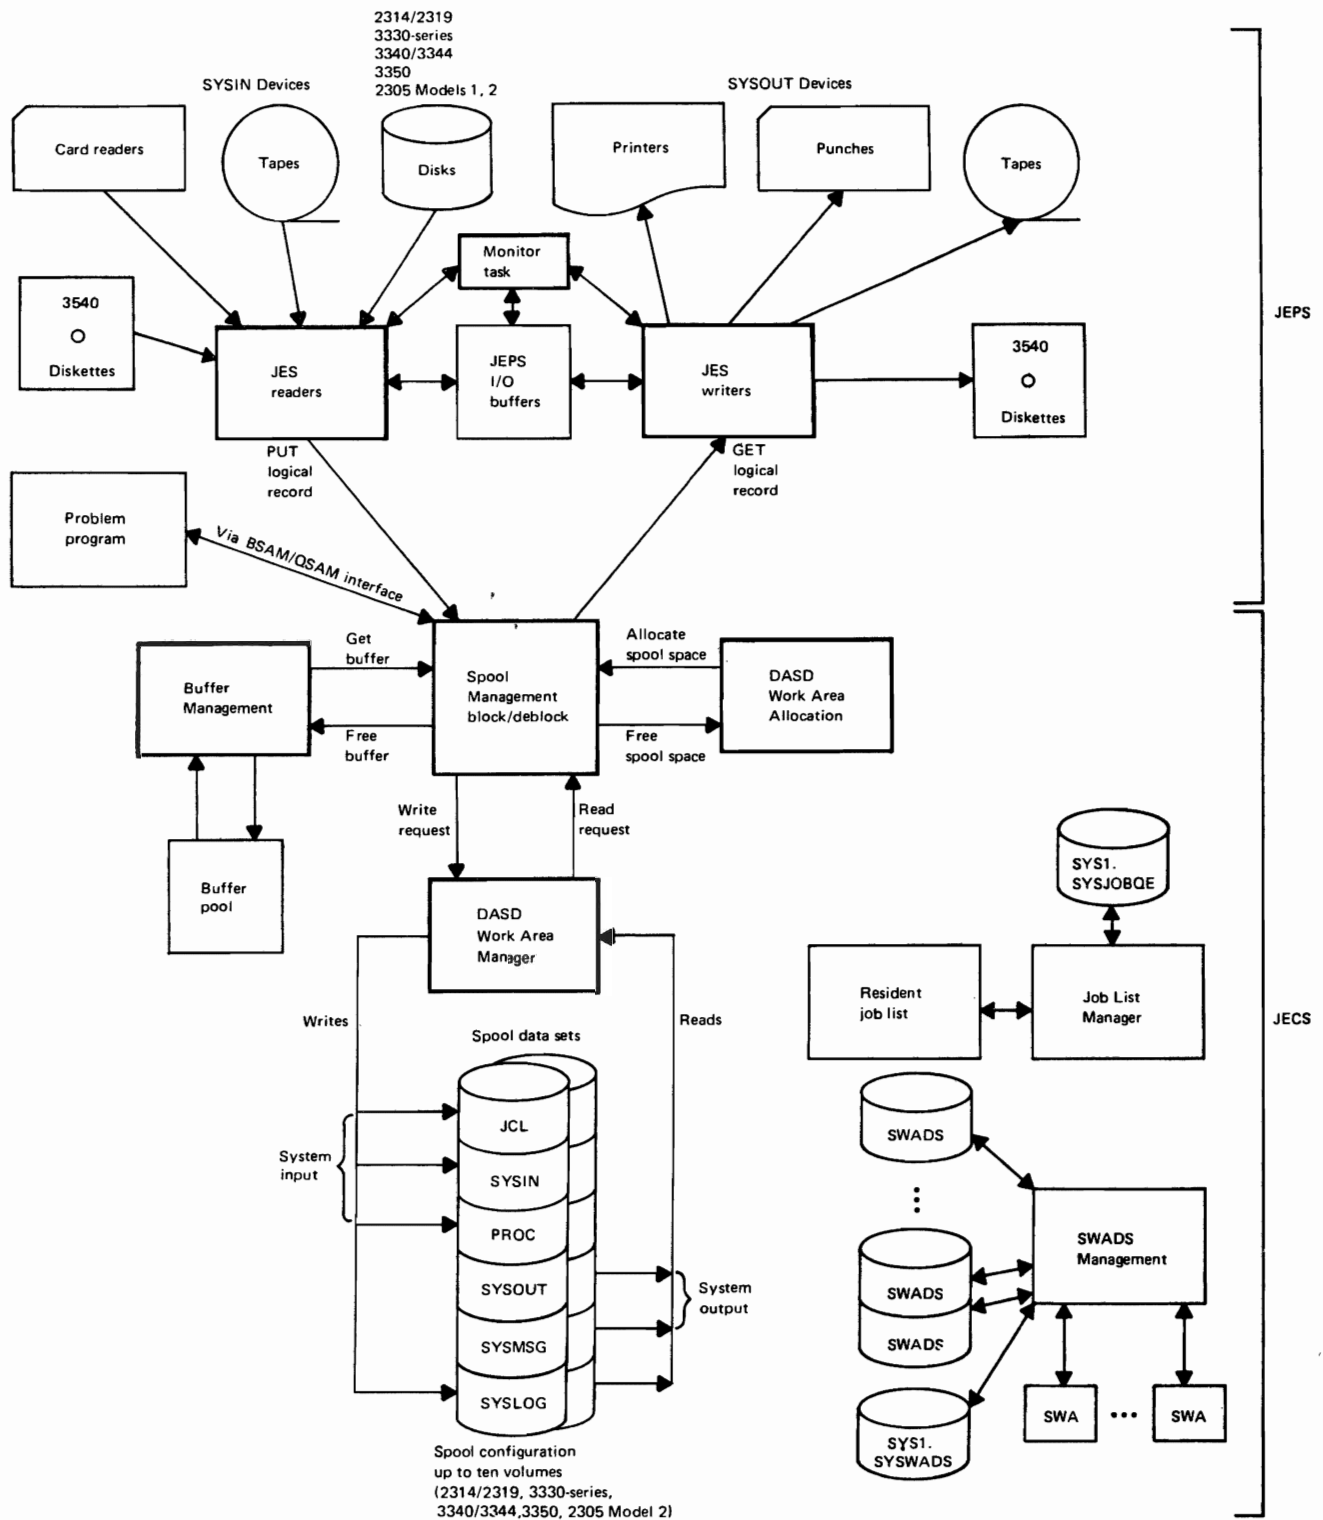 2314/2319
3330-series
3340/3344
3350
2305 Models 1, 2
SYSIN Devices
SYSOUT Devices
Card readers
Tapes
Disks
Printers
Punches
Tapes
Monitor
task
3540
Diskettes
JES
readers
JEPS
I/O
buffers
JES
writers
3540
Diskettes
JEPS
PUT
logical
record
GET
logical
record
Problem
program
Via BSAM/QSAM interface
Get
buffer
Allocate
spool space
Buffer
Management
Spool
Management
block/deblock
DASD
Work Area
Allocation
Free
buffer
Free
spool space
Write
request
Read
request
Buffer
pool
DASD
Work Area
Manager
SYS1.
SYSJOBQE
Resident
job list
Job List
Manager
JECS
Writes
Reads
Spool data sets
JCL
SYSIN
PROC
SYSOUT
SYSMSG
SYSLOG
System
input
System
output
SWADS
SWADS
SWADS
SWADS
Management
SYS1.
SYSWADS
SWA
SWA
Spool configuration
up to ten volumes
(2314/2319, 3330-series,
3340/3344,3350, 2305 Model 2)